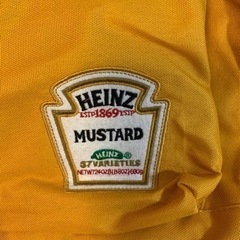 HEINZ
ESTD 1869 ESTD
MUSTARD
HEINZ
57 VARIETIES